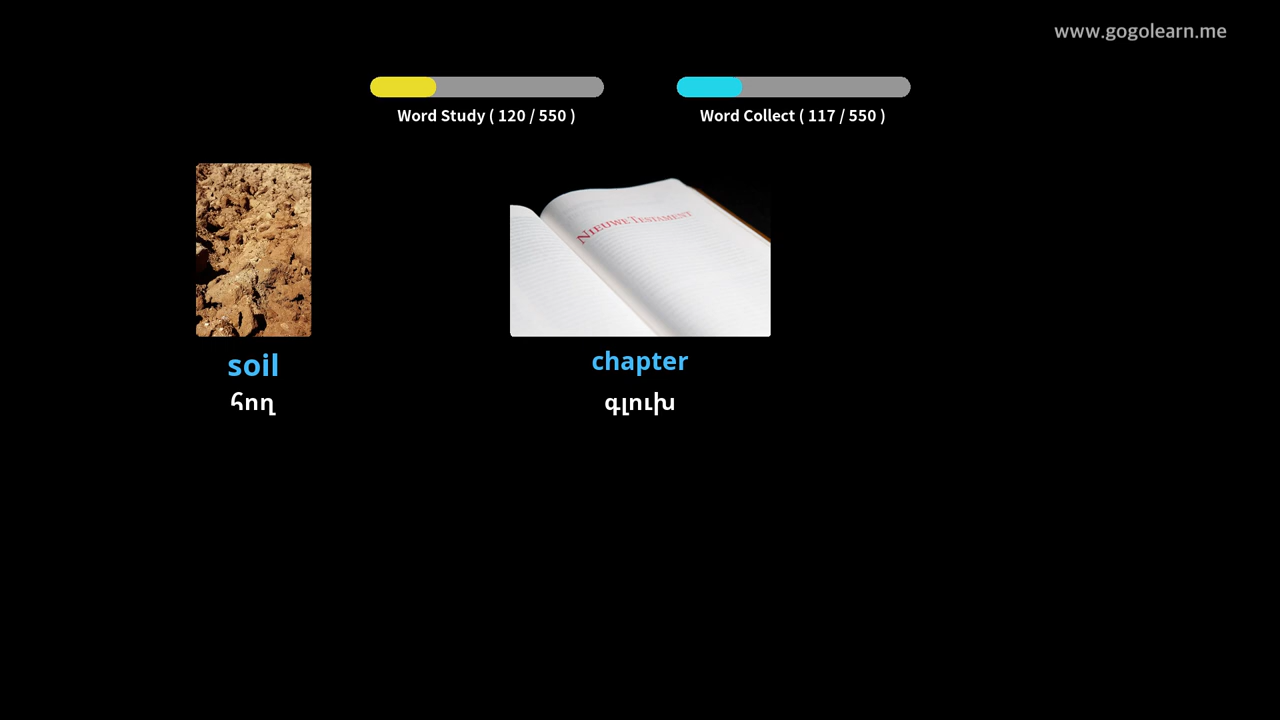 www.gogolearn.me
Word Study ( 120 / 550 )
Word Collect ( 117 / 550 )
NIEUWE TESTAMENT
soil
հող
chapter
գլուխ